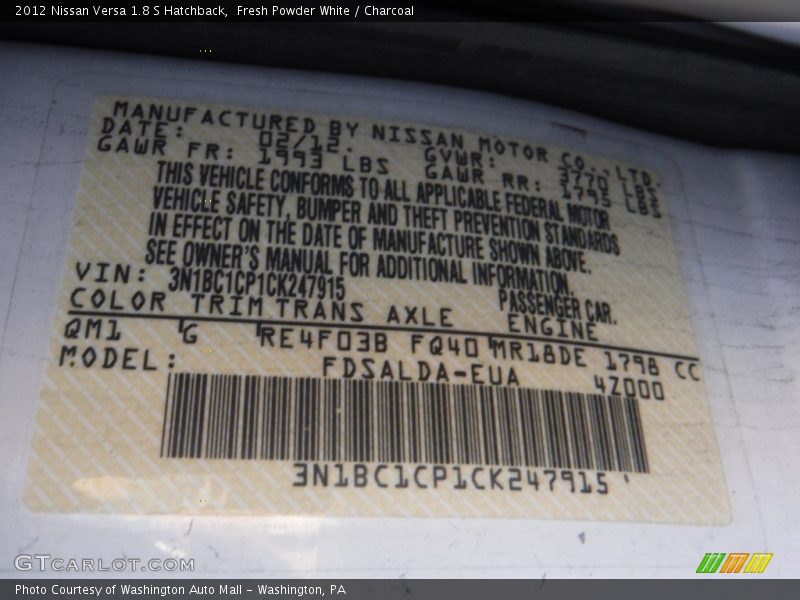 2012 Nissan Versa 1.8 S Hatchback, Fresh Powder White / Charcoal
MANUFACTURED BY NISSAN MOTOR CO.,LTD.
DATE: 02/12. GVWR: 3770 LBS
GAWR FR: 1993 LBS GAWR RR: 1795 LBS
THIS VEHICLE CONFORMS TO ALL APPLICABLE FEDERAL MOTOR
VEHICLE SAFETY, BUMPER AND THEFT PREVENTION STANDARDS
IN EFFECT ON THE DATE OF MANUFACTURE SHOWN ABOVE.
SEE OWNER'S MANUAL FOR ADDITIONAL INFORMATION.
VIN: 3N1BC1CP1CK247915 PASSENGER CAR.
COLOR TRIM TRANS AXLE ENGINE
QM1 G RE4F03B FQ40 MR18DE 1798 CC
MODEL: FDSALDA-EUA 4Z000
3N1BC1CP1CK247915
GTCARLOT.COM
Photo Courtesy of Washington Auto Mall - Washington, PA